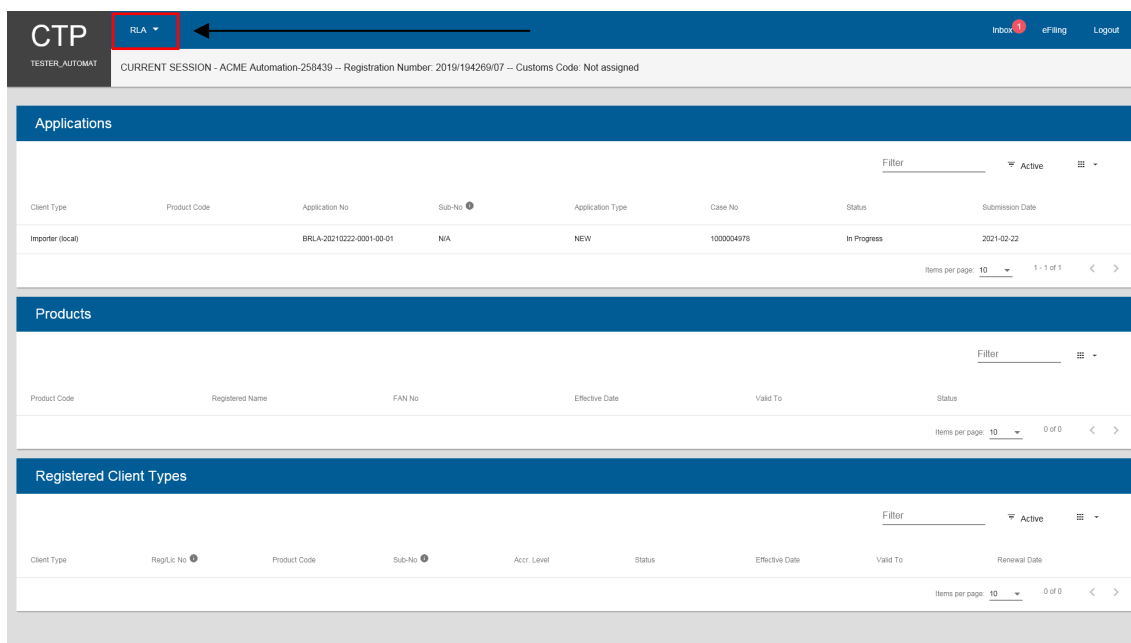 CTP
RLA
Inbox 1 eFiling Logout
TESTER_AUTOMAT
CURRENT SESSION - ACME Automation-258439 -- Registration Number: 2019/194269/07 -- Customs Code: Not assigned
Applications
Filter Active
Client Type Product Code Application No Sub-No Application Type Case No Status Submission Date
Importer (local) BRLA-20210222-0001-00-01 N/A NEW 1000004978 In Progress 2021-02-22
Items per page: 10 1 - 1 of 1
Products
Filter
Product Code Registered Name FAN No Effective Date Valid To Status
Items per page: 10 0 of 0
Registered Client Types
Filter Active
Client Type Reg/Lic No Product Code Sub-No Accr. Level Status Effective Date Valid To Renewal Date
Items per page: 10 0 of 0